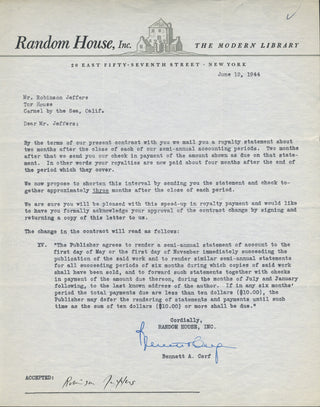 Random House, Inc. THE MODERN LIBRARY
20 EAST FIFTY-SEVENTH STREET · NEW YORK
June 12, 1944
Mr. Robinson Jeffers
Tor House
Carmel by the Sea, Calif.
Dear Mr. Jeffers:
By the terms of our present contract with you we mail you a royalty statement about
two months after the close of each of our semi-annual accounting periods. Two months
after that we send you our check in payment of the amount shown as due on that state-
ment. In other words your royalties are now paid about four months after the end of
the period which they cover.
We now propose to shorten this interval by sending you the statement and check to-
gether approximately three months after the close of each period.
We are sure you will be pleased with this speed-up in royalty payment and would like
to have you formally acknowledge your approval of the contract change by signing and
returning a copy of this letter to us.
The change in the contract will read as follows:
IV. "The Publisher agrees to render a semi-annual statement of account to the
first day of May or the first day of November immediately succeeding the
publication of the said work and to render similar semi-annual statements
for all succeeding periods of six months during which copies of said work
shall have been sold, and to forward such statements together with checks
in payment of the amount due thereon, during the months of July and January
following, to the last known address of the author. If in any six months'
period the total payments due are less than ten dollars ($10.00), the
Publisher may defer the rendering of statements and payments until such
time as the sum of ten dollars ($10.00) or more shall be due."
Cordially,
RANDOM HOUSE, INC.
Bennett Cerf
Bennett A. Cerf
ACCEPTED: Robinson Jeffers